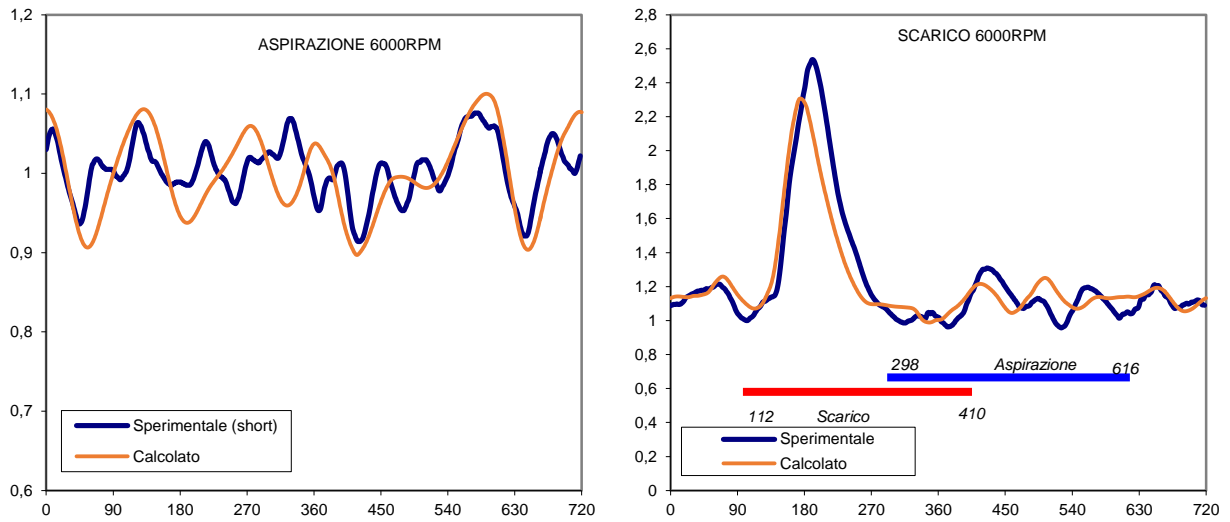 ASPIRAZIONE 6000RPM
1,2
1,1
1
0,9
0,8
0,7
0,6
0 90 180 270 360 450 540 630 720
Sperimentale (short)
Calcolato
SCARICO 6000RPM
2,8
2,6
2,4
2,2
2
1,8
1,6
1,4
1,2
1
0,8
0,6
0,4
0,2
0
298 Aspirazione 616
112 Scarico 410
Sperimentale
Calcolato
0 90 180 270 360 450 540 630 720